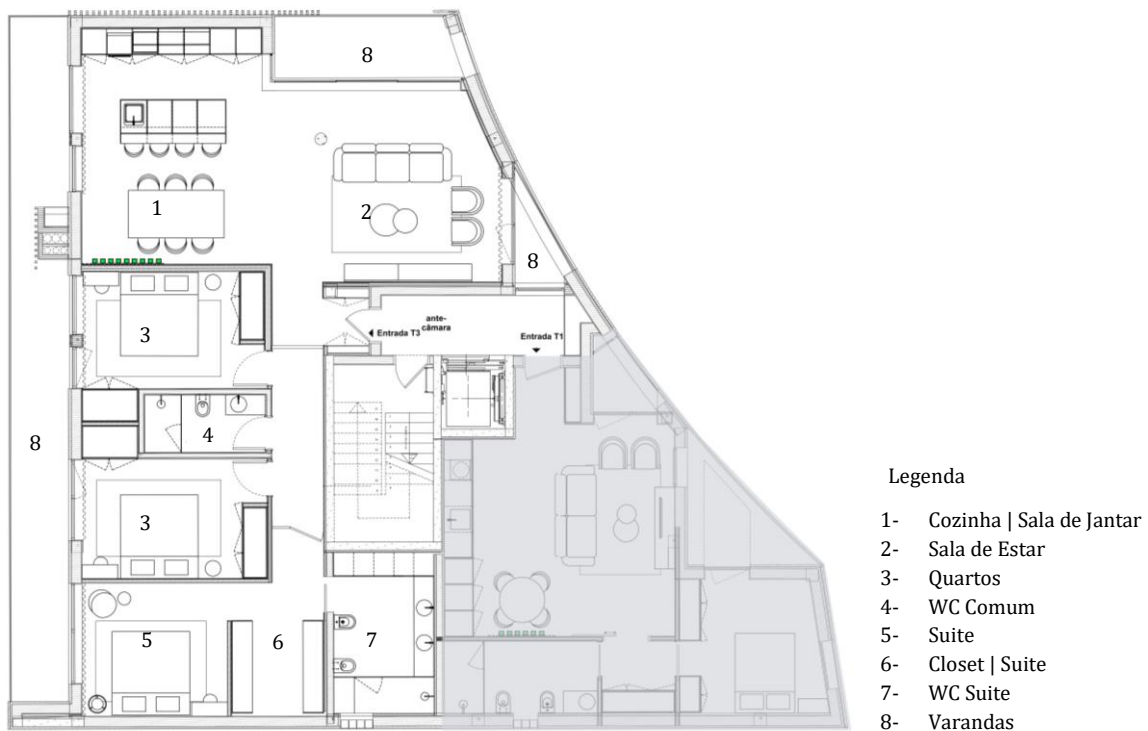 8
1
2
8
ante-
câmara
Entrada T3
Entrada T1
3
4
8
3
5
6
7
Legenda
1- Cozinha | Sala de Jantar
2- Sala de Estar
3- Quartos
4- WC Comum
5- Suite
6- Closet | Suite
7- WC Suite
8- Varandas